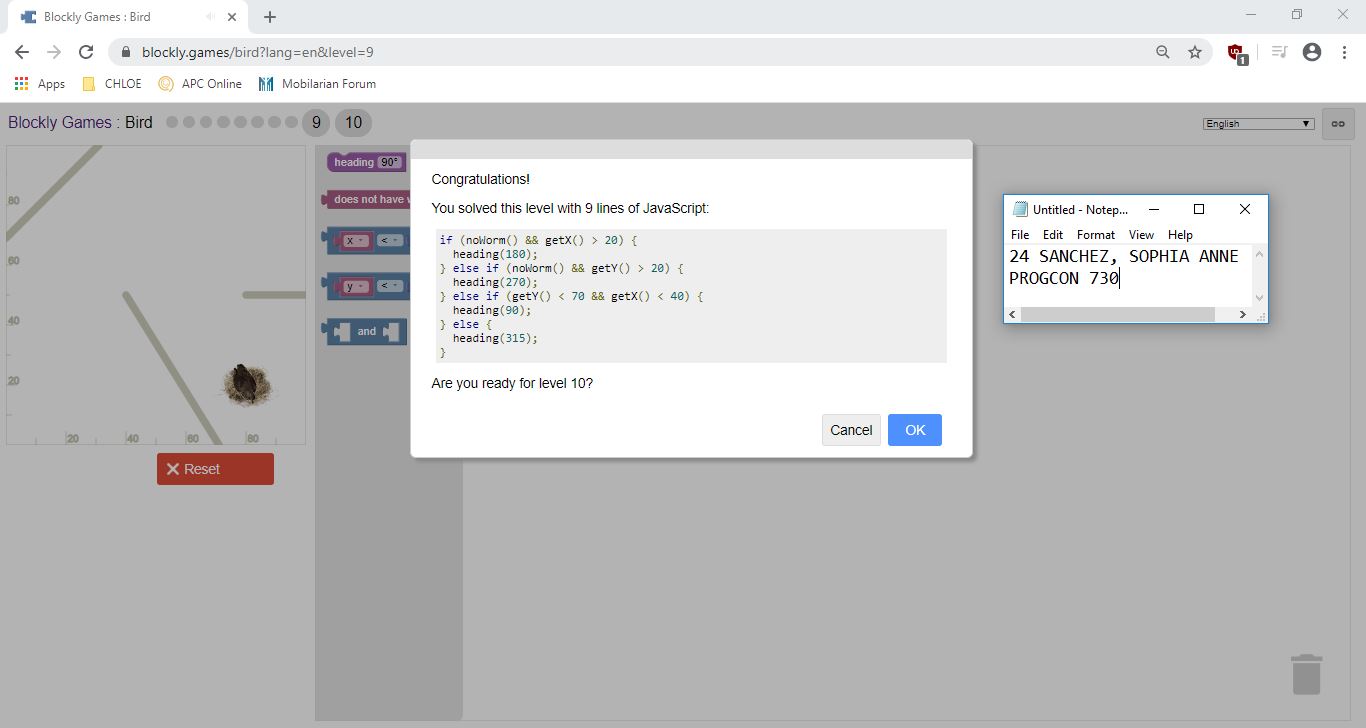 Blockly Games : Bird
blockly.games/bird?lang=en&level=9
1
Apps
CHLOE
APC Online
Mobilarian Forum
Blockly Games : Bird
9
10
English
80
60
40
20
20
40
60
80
Reset
heading 90°
does not have
x <
y <
and
Congratulations!
You solved this level with 9 lines of JavaScript:
if (noWorm() && getX() > 20) {
heading(180);
} else if (noWorm() && getY() > 20) {
heading(270);
} else if (getY() < 70 && getX() < 40) {
heading(90);
} else {
heading(315);
}
Are you ready for level 10?
Cancel
OK
Untitled - Notep...
File Edit Format View Help
24 SANCHEZ, SOPHIA ANNE
PROGCON 730